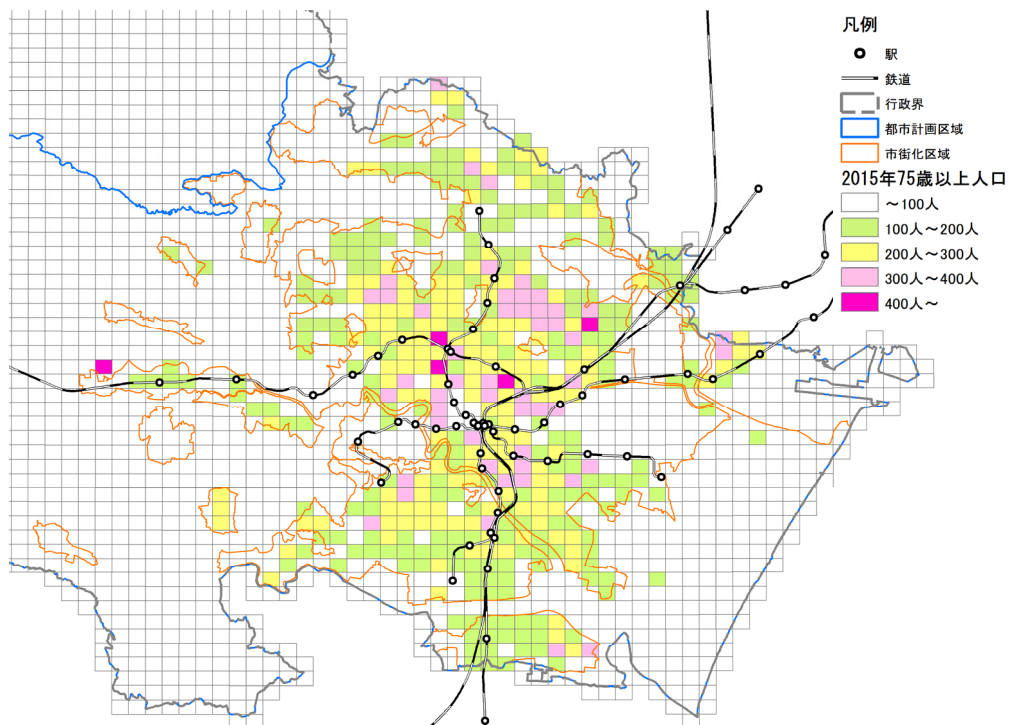 凡例
駅
鉄道
行政界
都市計画区域
市街化区域
2015年75歳以上人口
～100人
100人～200人
200人～300人
300人～400人
400人～